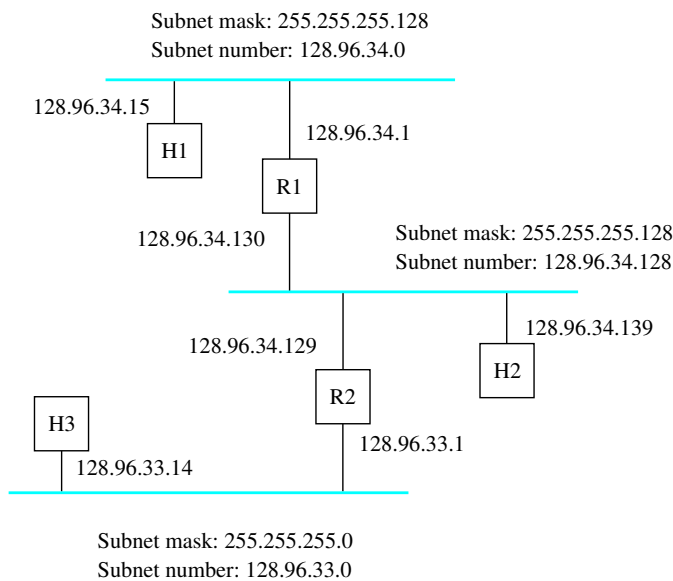 Subnet mask: 255.255.255.128
Subnet number: 128.96.34.0
128.96.34.15
128.96.34.1
H1
R1
128.96.34.130
Subnet mask: 255.255.255.128
Subnet number: 128.96.34.128
128.96.34.139
128.96.34.129
H2
R2
H3
128.96.33.1
128.96.33.14
Subnet mask: 255.255.255.0
Subnet number: 128.96.33.0